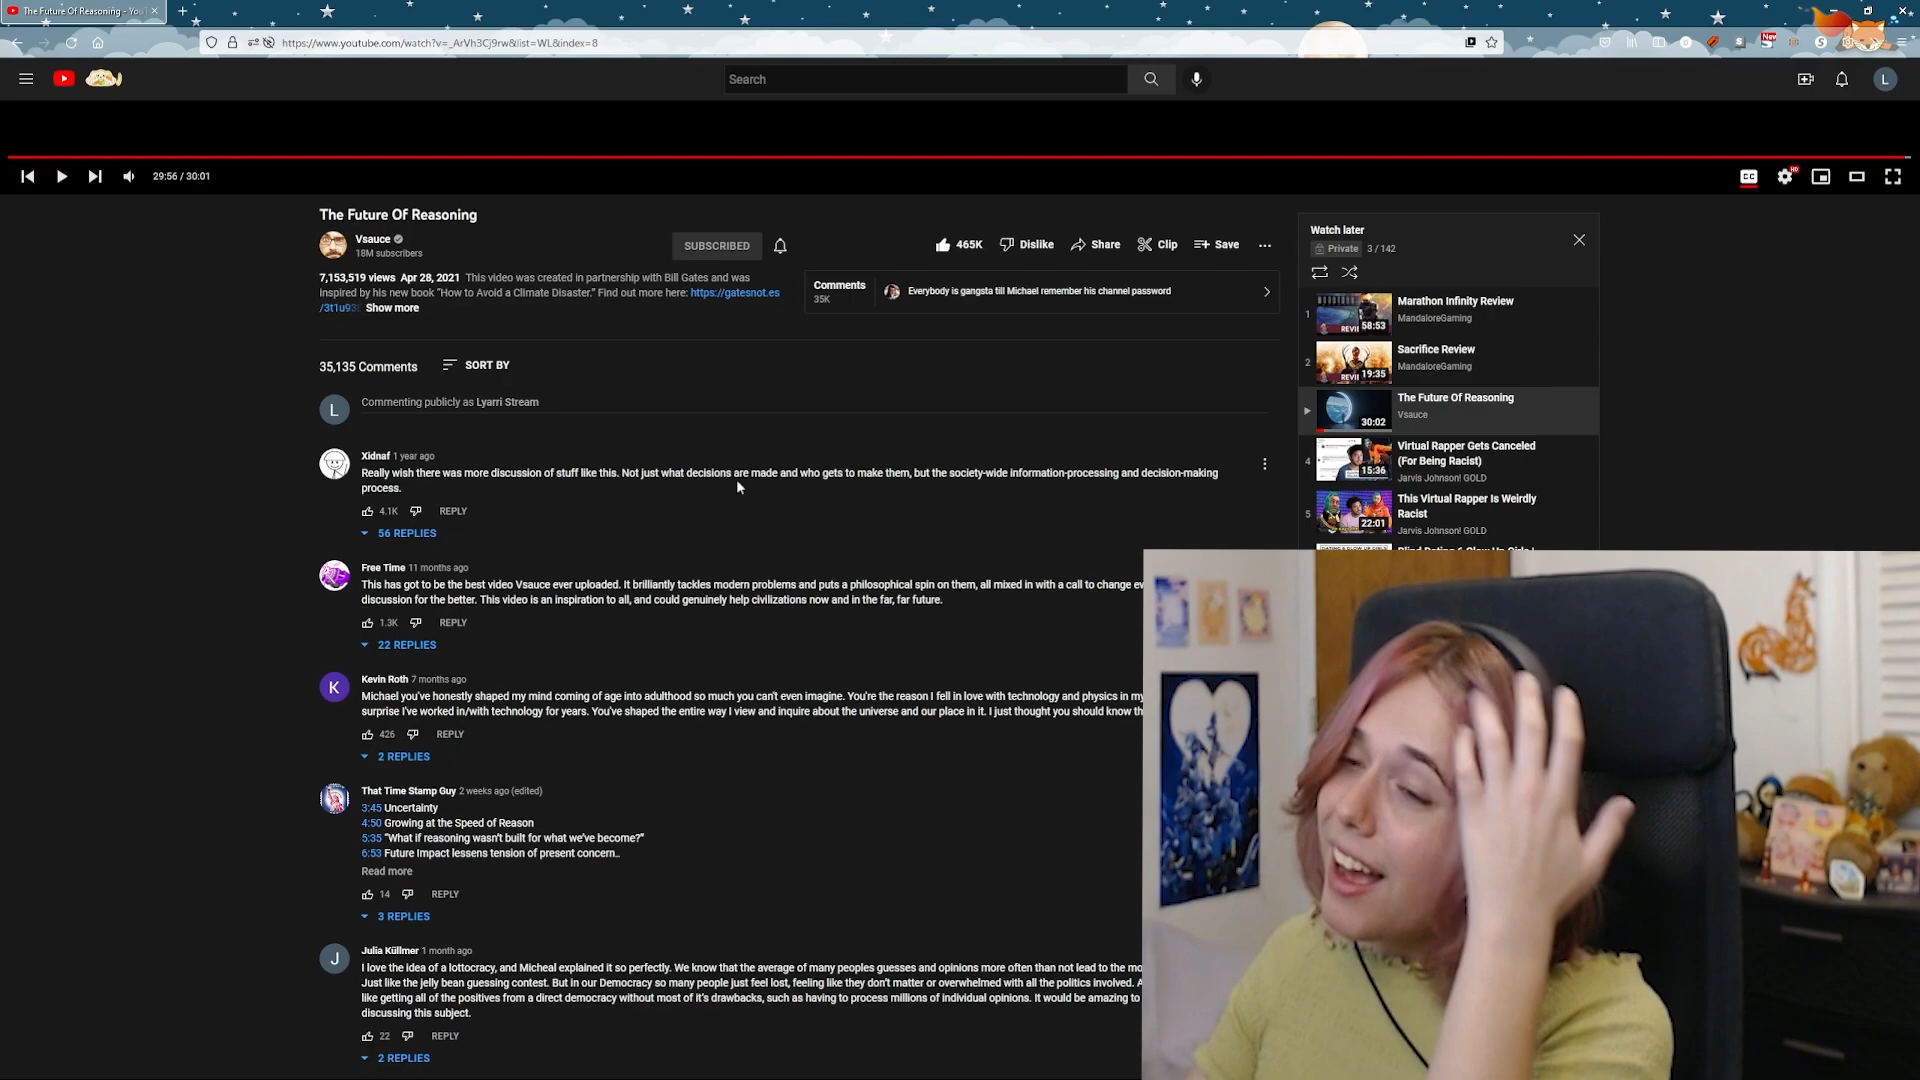 The Future Of Reasoning - You
https://www.youtube.com/watch?v=_ArVh3Cj9rw&list=WL&index=8
New
Search
L
29:56 / 30:01
CC
HD
The Future Of Reasoning
Vsauce
18M subscribers
SUBSCRIBED
465K
Dislike
Share
Clip
Save
7,153,519 views Apr 28, 2021 This video was created in partnership with Bill Gates and was
inspired by his new book "How to Avoid a Climate Disaster." Find out more here: https://gatesnot.es
/3t1u93 Show more
Comments
35K
Everybody is gangsta till Michael remember his channel password
35,135 Comments
SORT BY
L
Commenting publicly as Lyarri Stream
Xidnaf 1 year ago
Really wish there was more discussion of stuff like this. Not just what decisions are made and who gets to make them, but the society-wide information-processing and decision-making
process.
4.1K
REPLY
56 REPLIES
Free Time 11 months ago
This has got to be the best video Vsauce ever uploaded. It brilliantly tackles modern problems and puts a philosophical spin on them, all mixed in with a call to change ev
discussion for the better. This video is an inspiration to all, and could genuinely help civilizations now and in the far, far future.
1.3K
REPLY
22 REPLIES
K
Kevin Roth 7 months ago
Michael you've honestly shaped my mind coming of age into adulthood so much you can't even imagine. You're the reason I fell in love with technology and physics in my
surprise I've worked in/with technology for years. You've shaped the entire way I view and inquire about the universe and our place in it. I just thought you should know th
426
REPLY
2 REPLIES
That Time Stamp Guy 2 weeks ago (edited)
3:45 Uncertainty
4:50 Growing at the Speed of Reason
5:35 "What if reasoning wasn't built for what we've become?"
6:53 Future Impact lessens tension of present concern..
Read more
14
REPLY
3 REPLIES
J
Julia Küllmer 1 month ago
I love the idea of a lottocracy, and Micheal explained it so perfectly. We know that the average of many peoples guesses and opinions more often than not lead to the mo
Just like the jelly bean guessing contest. But in our Democracy so many people just feel lost, feeling like they don't matter or overwhelmed with all the politics involved. A
like getting all of the positives from a direct democracy without most of it's drawbacks, such as having to process millions of individual opinions. It would be amazing to
discussing this subject.
22
REPLY
2 REPLIES
Watch later
Private 3 / 142
1
REVI
58:53
Marathon Infinity Review
MandaloreGaming
2
REVI
19:35
Sacrifice Review
MandaloreGaming
30:02
The Future Of Reasoning
Vsauce
4
15:36
Virtual Rapper Gets Canceled
(For Being Racist)
Jarvis Johnson! GOLD
5
22:01
This Virtual Rapper Is Weirdly
Racist
Jarvis Johnson! GOLD